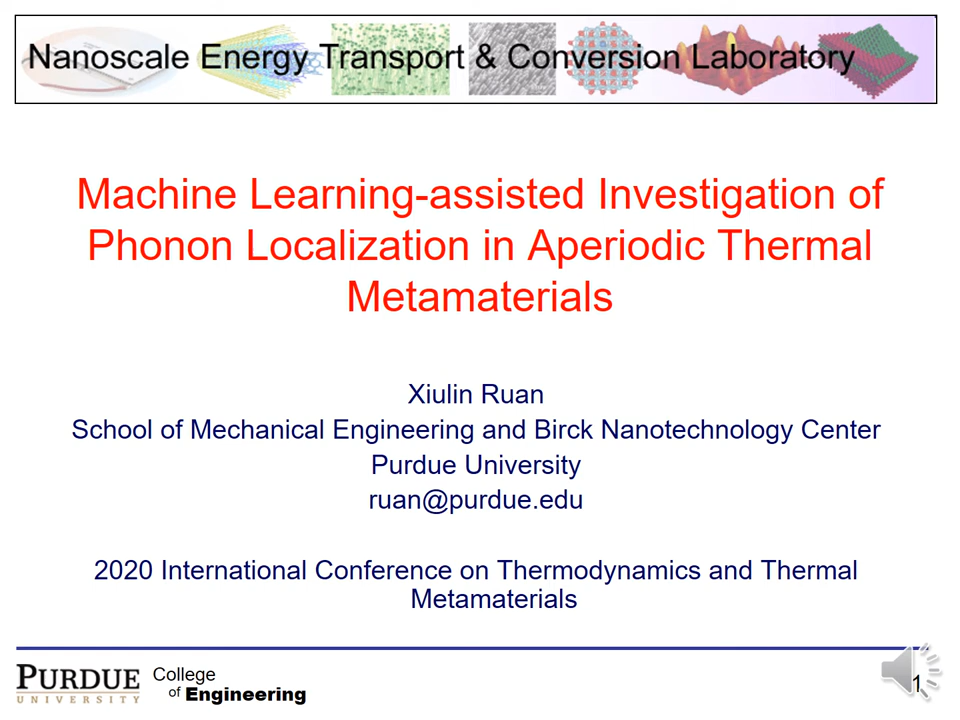 Nanoscale Energy Transport & Conversion Laboratory
Machine Learning-assisted Investigation of
Phonon Localization in Aperiodic Thermal
Metamaterials
Xiulin Ruan
School of Mechanical Engineering and Birck Nanotechnology Center
Purdue University
ruan@purdue.edu
2020 International Conference on Thermodynamics and Thermal
Metamaterials
PURDUE
UNIVERSITY
College
of Engineering
1